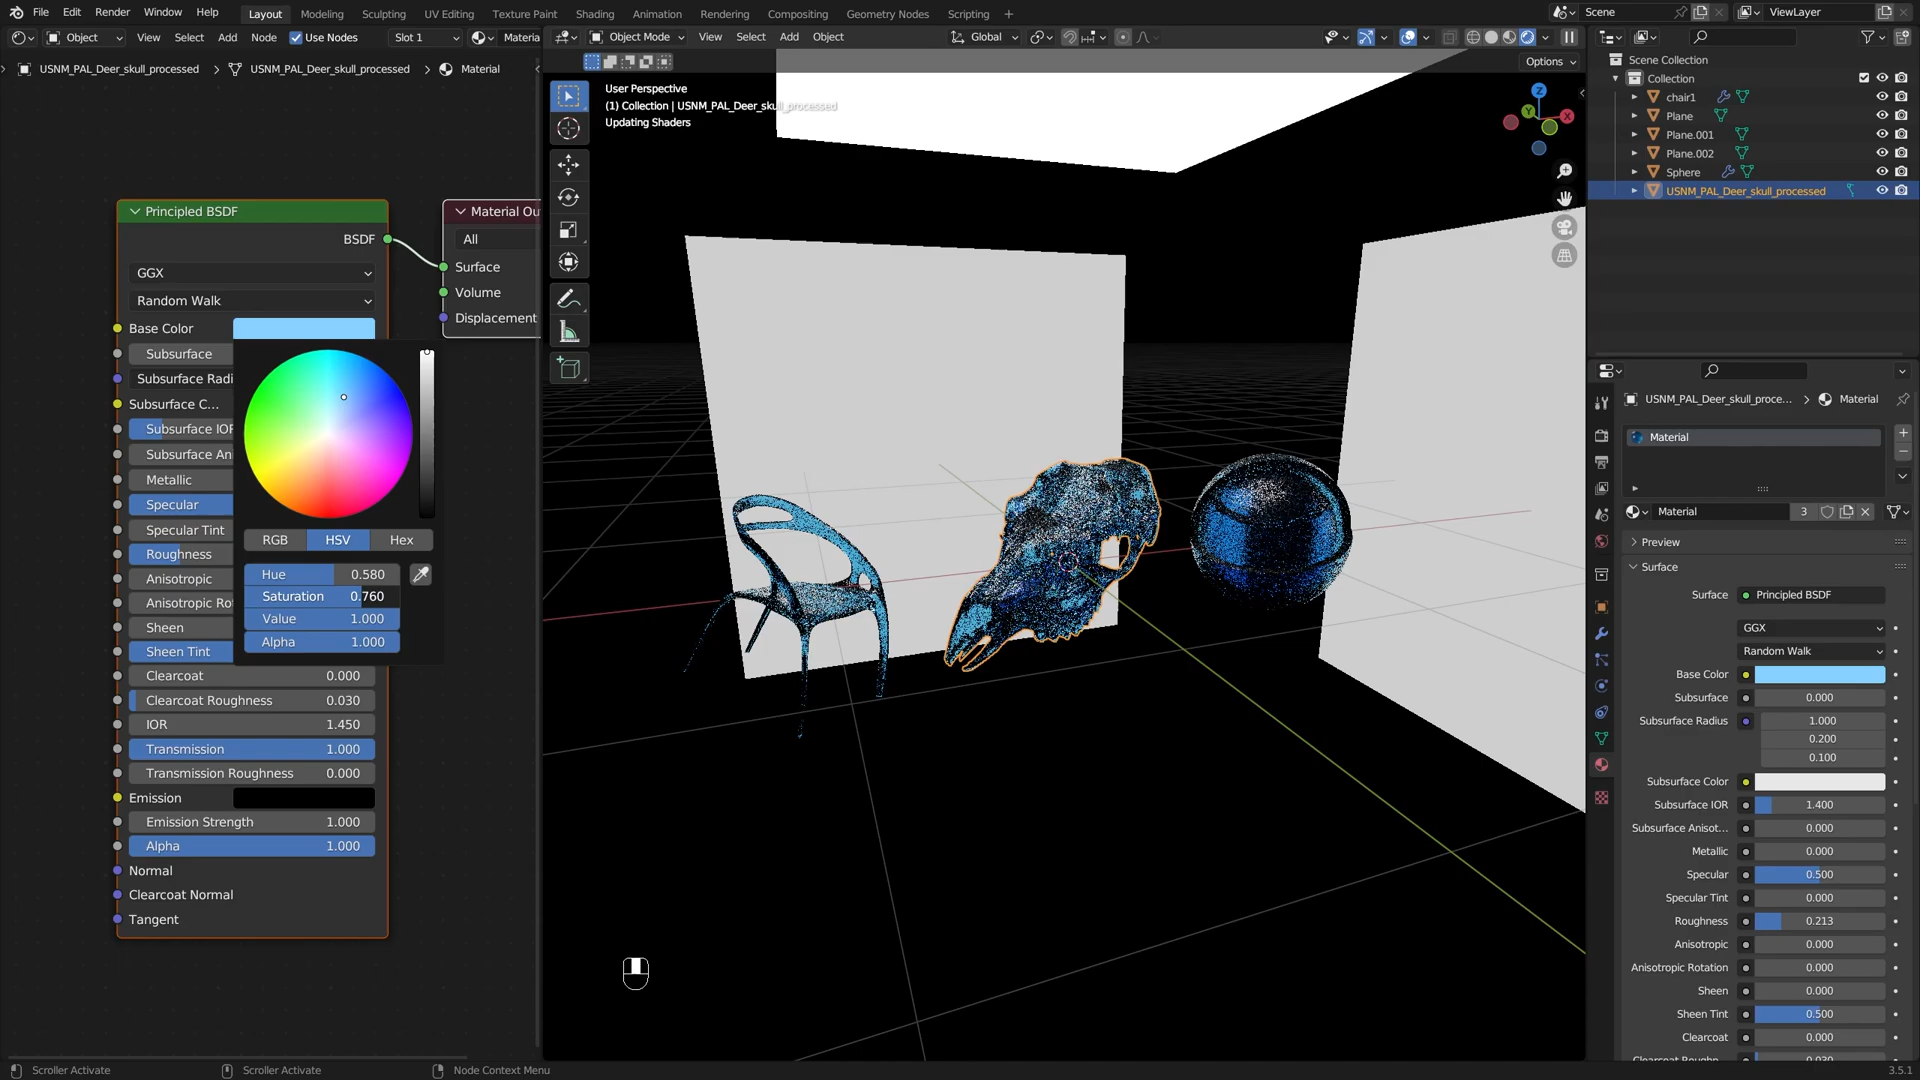 File Edit Render Window Help Layout Modeling Sculpting UV Editing Texture Paint Shading Animation Rendering Compositing Geometry Nodes Scripting Scene ViewLayer
Object View Select Add Node Use Nodes Slot 1 Materia Object Mode View Select Add Object Global
Options
USNM_PAL_Deer_skull_processed USNM_PAL_Deer_skull_processed Material
User Perspective
(1) Collection | USNM_PAL_Deer_skull_processed
Updating Shaders
Z
Y
X
Scene Collection
Collection
chair1
Plane
Plane.001
Plane.002
Sphere
USNM_PAL_Deer_skull_processed
Principled BSDF
BSDF
GGX
Random Walk
Base Color
Subsurface
Subsurface Radi
Subsurface C...
Subsurface IOR
Subsurface An
Metallic
Specular
Specular Tint
Roughness
Anisotropic
Anisotropic Ro
Sheen
Sheen Tint
Clearcoat 0.000
Clearcoat Roughness 0.030
IOR 1.450
Transmission 1.000
Transmission Roughness 0.000
Emission
Emission Strength 1.000
Alpha 1.000
Normal
Clearcoat Normal
Tangent
RGB HSV Hex
Hue 0.580
Saturation 0.760
Value 1.000
Alpha 1.000
Material Ou
All
Surface
Volume
Displacement
USNM_PAL_Deer_skull_proce... Material
Material
Material 3
Preview
Surface
Surface Principled BSDF
GGX
Random Walk
Base Color
Subsurface 0.000
Subsurface Radius 1.000
0.200
0.100
Subsurface Color
Subsurface IOR 1.400
Subsurface Anisot... 0.000
Metallic 0.000
Specular 0.500
Specular Tint 0.000
Roughness 0.213
Anisotropic 0.000
Anisotropic Rotation 0.000
Sheen 0.000
Sheen Tint 0.500
Clearcoat 0.000
Clearcoat Roughn... 0.030
Scroller Activate Scroller Activate Node Context Menu 3.5.1